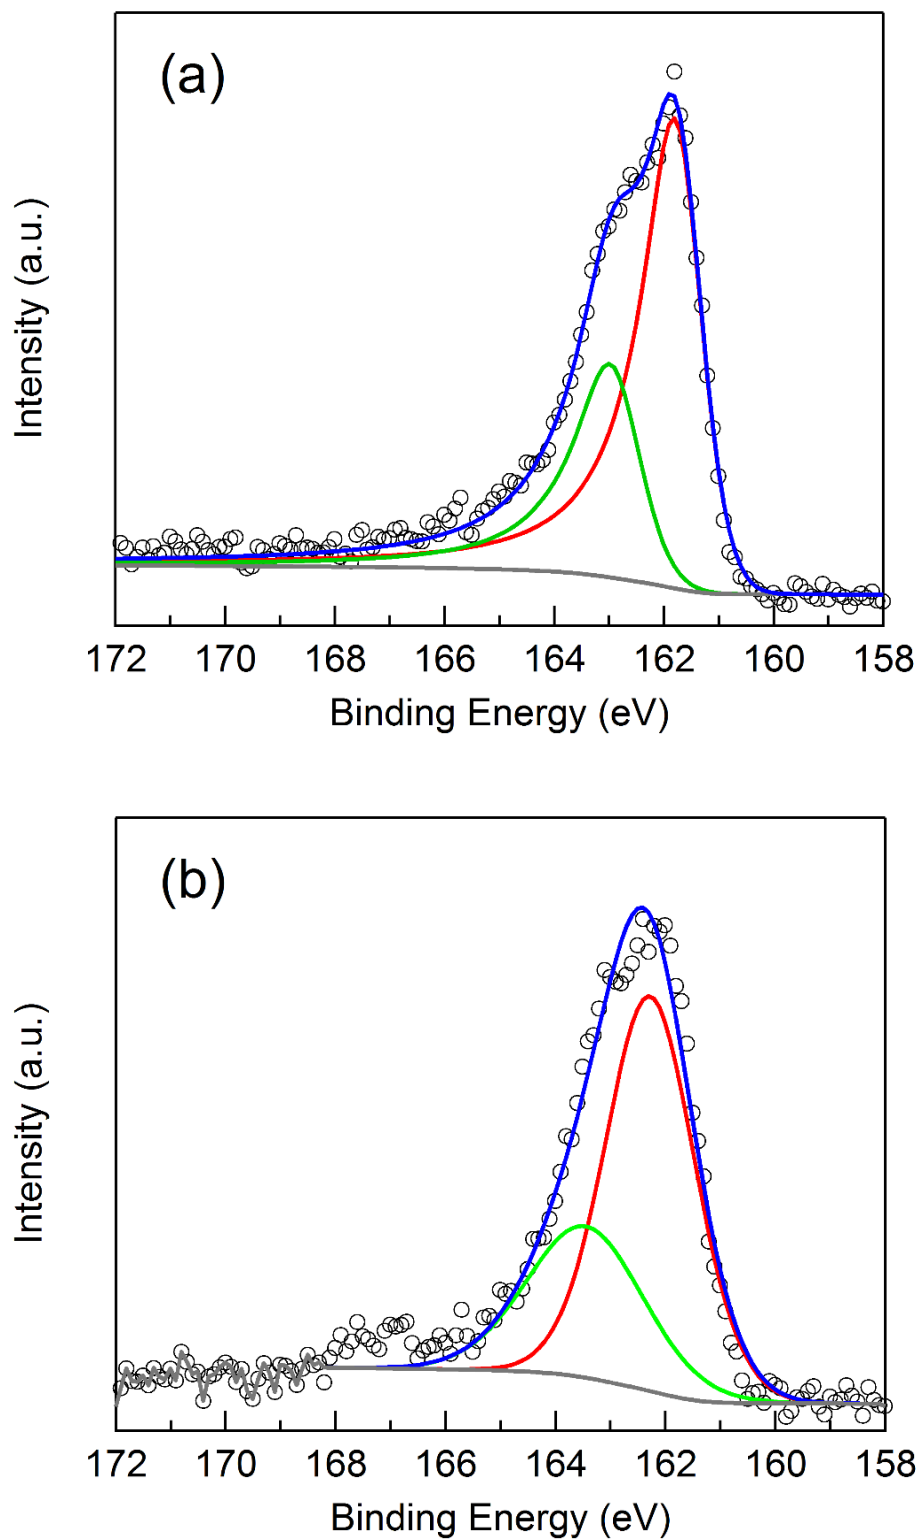 (a)
Intensity (a.u.)
172 170 168 166 164 162 160 158
Binding Energy (eV)
(b)
Intensity (a.u.)
172 170 168 166 164 162 160 158
Binding Energy (eV)